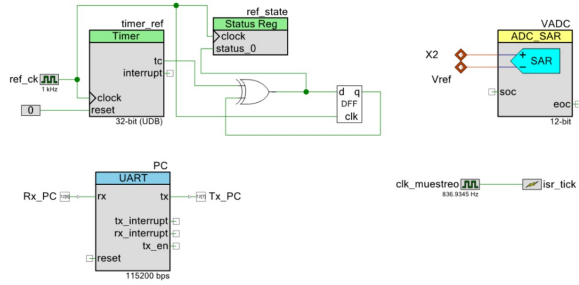 timer_ref
Timer
tc
interrupt
clock
reset
32-bit (UDB)
ref_ck
1 kHz
0
ref_state
Status Reg
clock
status_0
d q
DFF
clk
VADC
ADC_SAR
SAR
soc
eoc
12-bit
X2
Vref
PC
UART
rx tx
tx_interrupt
rx_interrupt
tx_en
reset
115200 bps
Rx_PC
Tx_PC
clk_muestreo
836.9345 Hz
isr_tick